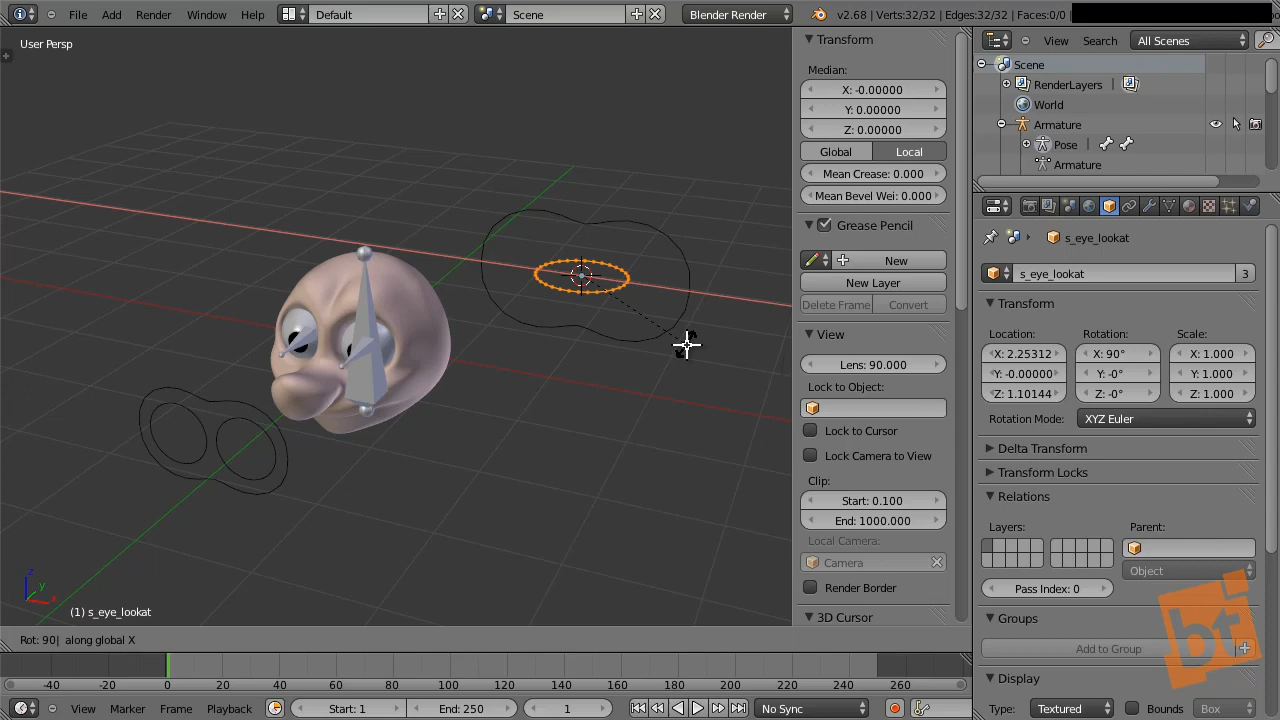 File Add Render Window Help Default Scene Blender Render v2.68 | Verts:32/32 | Edges:32/32 | Faces:0/0 |
User Persp
Transform
Median:
X: -0.00000
Y: 0.00000
Z: 0.00000
Global Local
Mean Crease: 0.000
Mean Bevel Wei: 0.000
Grease Pencil
New
New Layer
Delete Frame Convert
View
Lens: 90.000
Lock to Object:
Lock to Cursor
Lock Camera to View
Clip:
Start: 0.100
End: 1000.000
Local Camera:
Camera
Render Border
3D Cursor
View Search All Scenes
Scene
RenderLayers |
World
Armature
Pose |
Armature
s_eye_lookat
s_eye_lookat 3
Transform
Location: Rotation: Scale:
X: 2.25312 X: 90° X: 1.000
Y: -0.00000 Y: -0° Y: 1.000
Z: 1.10144 Z: -0° Z: 1.000
Rotation Mode: XYZ Euler
Delta Transform
Transform Locks
Relations
Layers: Parent:
Object
Pass Index: 0
Groups
Add to Group
Display
Type: Textured Bounds Box
bt
z
y
x
(1) s_eye_lookat
Rot: 90| along global X
-40 -20 0 20 40 60 80 100 120 140 160 180 200 220 240 260
View Marker Frame Playback Start: 1 End: 250 1 No Sync